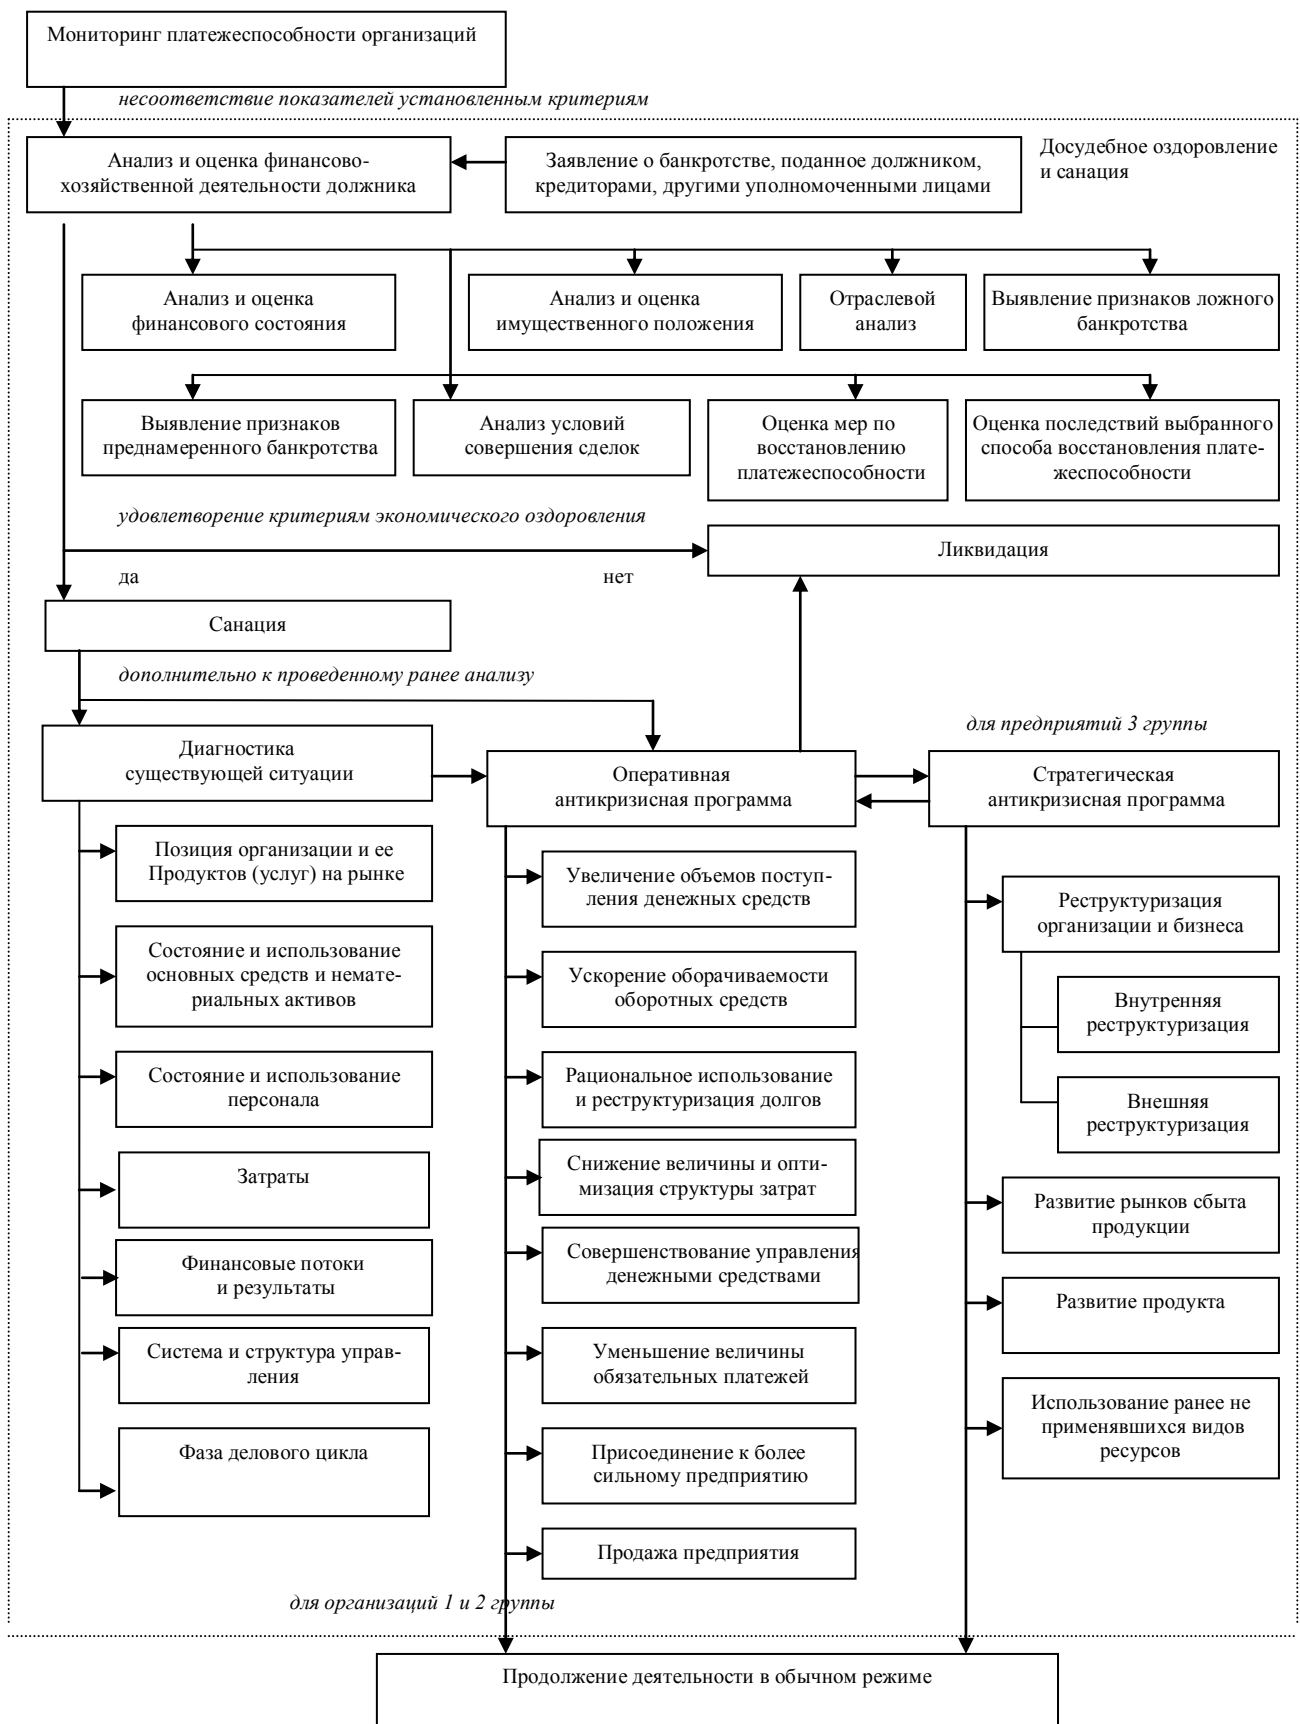 Мониторинг платежеспособности организаций
несоответствие показателей установленным критериям
Анализ и оценка финансово-
хозяйственной деятельности должника
Заявление о банкротстве, поданное должником,
кредиторами, другими уполномоченными лицами
Досудебное оздоровление
и санация
Анализ и оценка
финансового состояния
Анализ и оценка
имущественного положения
Отраслевой
анализ
Выявление признаков ложного
банкротства
Выявление признаков
преднамеренного банкротства
Анализ условий
совершения сделок
Оценка мер по
восстановлению
платежеспособности
Оценка последствий выбранного
способа восстановления плате-
жеспособности
удовлетворение критериям экономического оздоровления
Ликвидация
да
нет
Санация
дополнительно к проведенному ранее анализу
для предприятий 3 группы
Диагностика
существующей ситуации
Оперативная
антикризисная программа
Стратегическая
антикризисная программа
Позиция организации и ее
Продуктов (услуг) на рынке
Состояние и использование
основных средств и немате-
риальных активов
Состояние и использование
персонала
Затраты
Финансовые потоки
и результаты
Система и структура управ-
ления
Фаза делового цикла
Увеличение объемов поступ-
ления денежных средств
Ускорение оборачиваемости
оборотных средств
Рациональное использование
и реструктуризация долгов
Снижение величины и опти-
мизация структуры затрат
Совершенствование управления
денежными средствами
Уменьшение величины
обязательных платежей
Присоединение к более
сильному предприятию
Продажа предприятия
Реструктуризация
организации и бизнеса
Внутренняя
реструктуризация
Внешняя
реструктуризация
Развитие рынков сбыта
продукции
Развитие продукта
Использование ранее не
применявшихся видов
ресурсов
для организаций 1 и 2 группы
Продолжение деятельности в обычном режиме